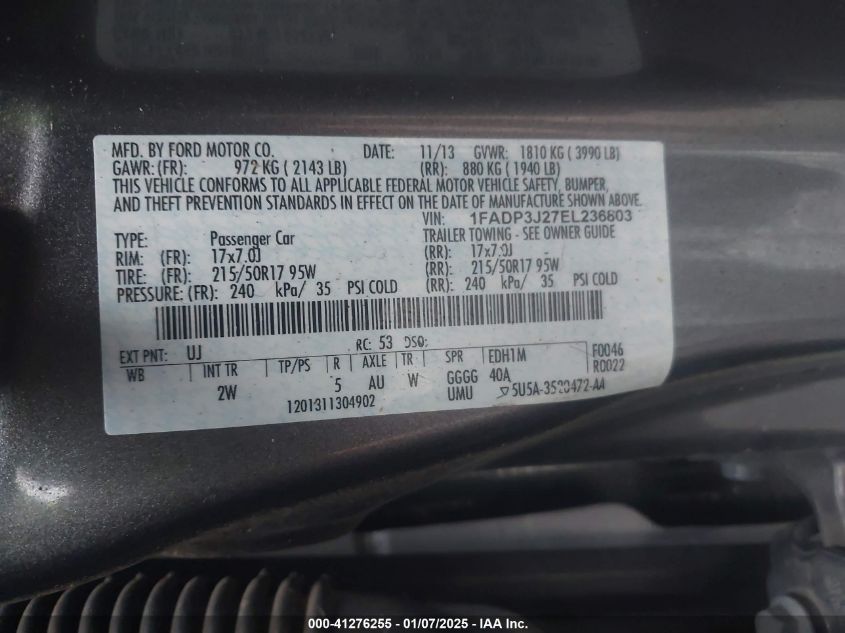 MFD. BY FORD MOTOR CO. DATE: 11/13 GVWR: 1810 KG ( 3990 LB)
GAWR: (FR): 972 KG ( 2143 LB) (RR): 880 KG ( 1940 LB)
THIS VEHICLE CONFORMS TO ALL APPLICABLE FEDERAL MOTOR VEHICLE SAFETY, BUMPER,
AND THEFT PREVENTION STANDARDS IN EFFECT ON THE DATE OF MANUFACTURE SHOWN ABOVE.
VIN: 1FADP3J27EL236603
TYPE: Passenger Car TRAILER TOWING - SEE OWNER GUIDE
RIM: (FR): 17x7.0J (RR): 17x7.0J
TIRE: (FR): 215/50R17 95W (RR): 215/50R17 95W
PRESSURE: (FR): 240 kPa/ 35 PSI COLD (RR): 240 kPa/ 35 PSI COLD
EXT PNT: UJ RC: 53 DSO: F0046
WB INT TR TP/PS R AXLE TR SPR EDH1M R0022
2W 5 AU W GGGG 40A
1201311304902 UMU 5U5A-3520472-AA
000-41276255 - 01/07/2025 - IAA Inc.